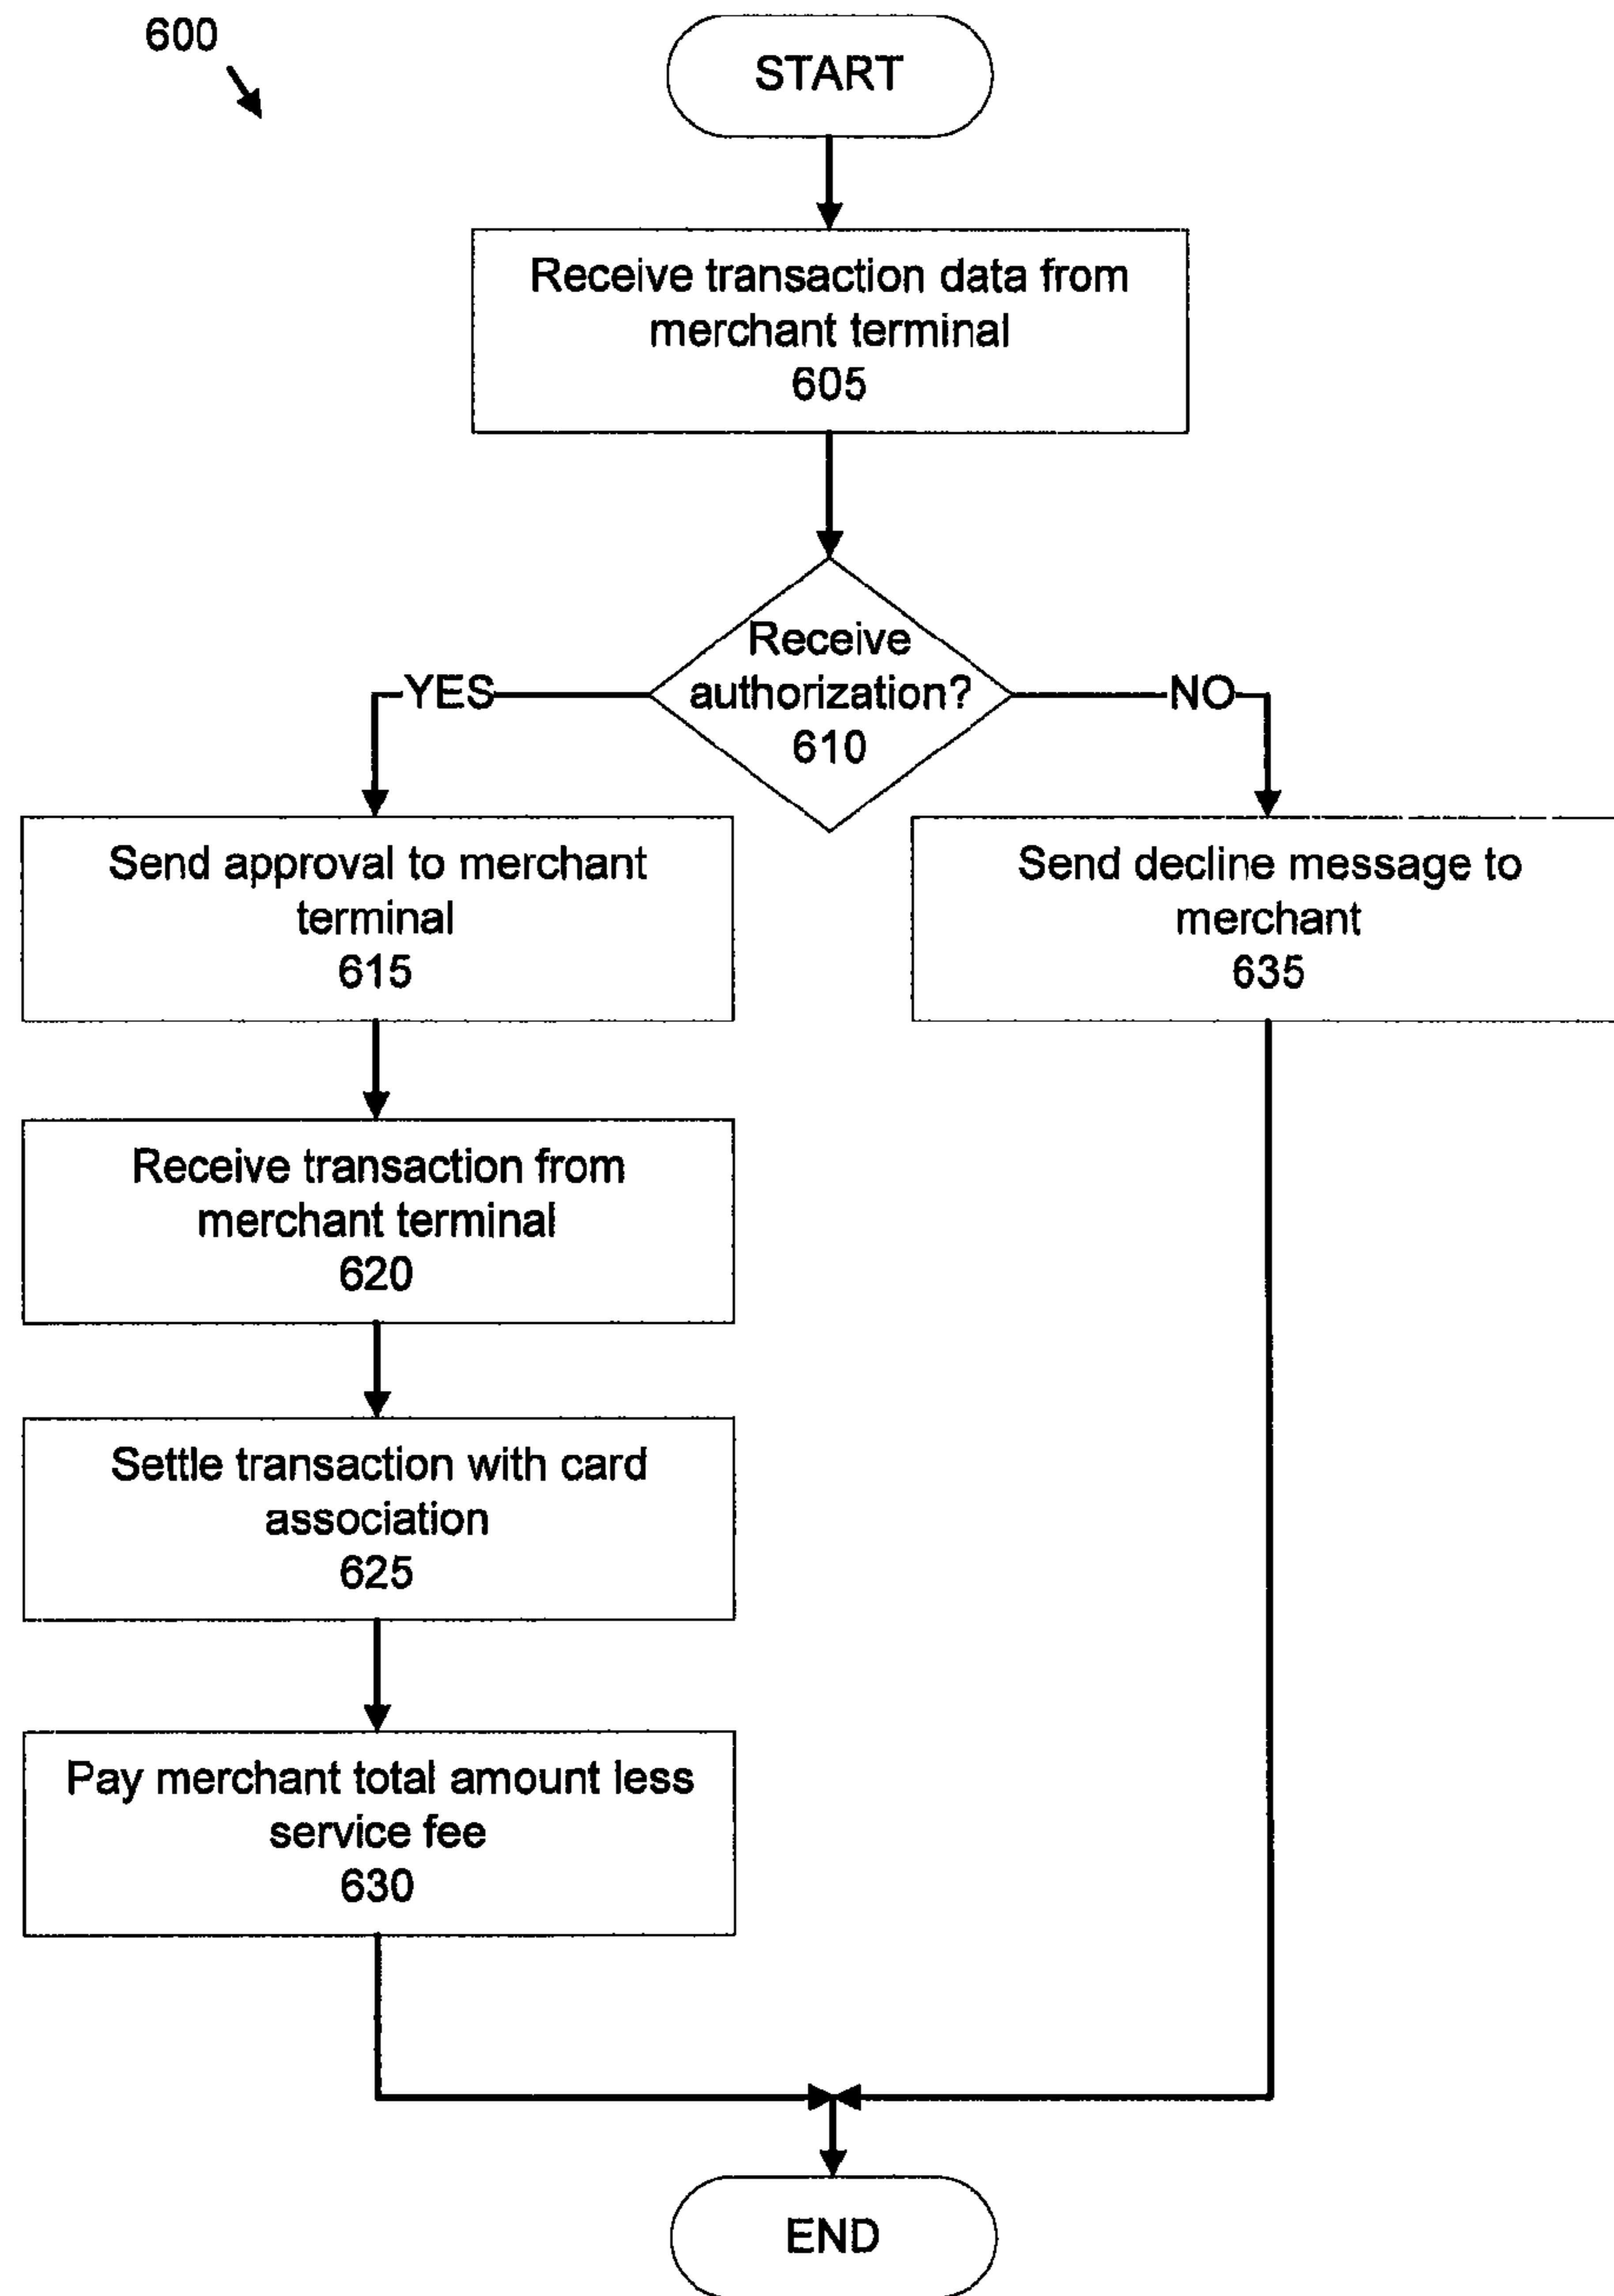 600
START
Receive transaction data from
merchant terminal
605
Receive
authorization?
610
YES
NO
Send approval to merchant
terminal
615
Send decline message to
merchant
635
Receive transaction from
merchant terminal
620
Settle transaction with card
association
625
Pay merchant total amount less
service fee
630
END